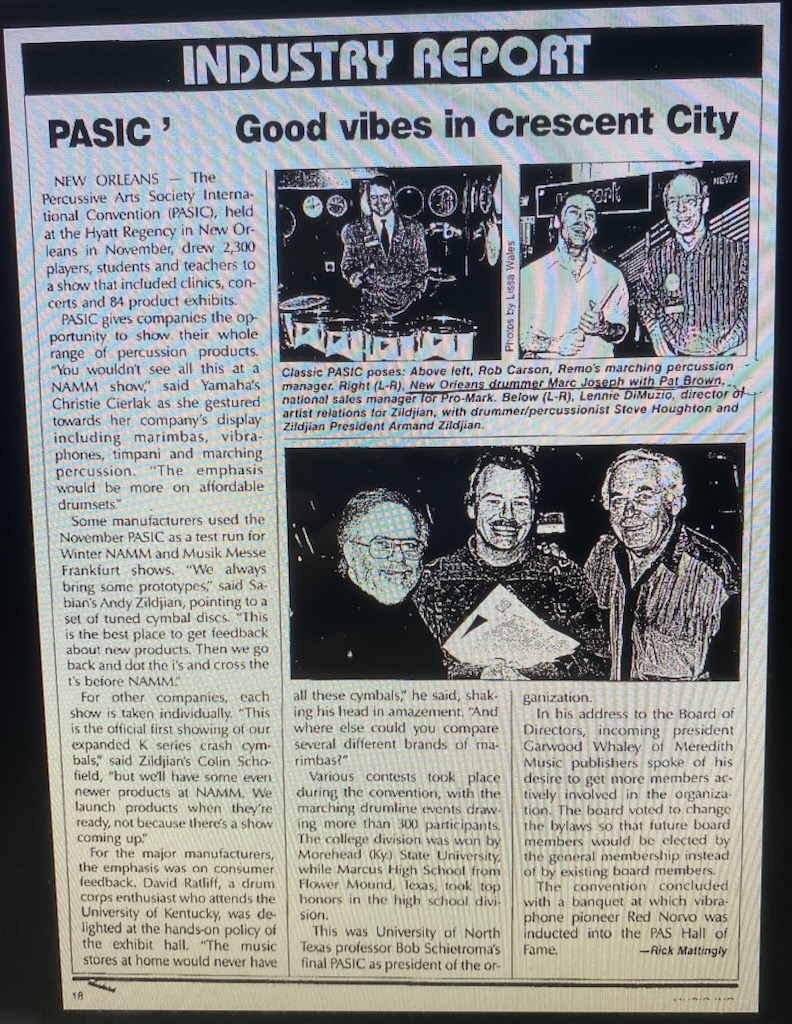 INDUSTRY REPORT
PASIC ’ Good vibes in Crescent City
NEW ORLEANS — The
Percussive Arts Society Interna-
tional Convention (PASIC), held
at the Hyatt Regency in New Or-
leans in November, drew 2,300
players, students and teachers to
a show that included clinics, con-
certs and 84 product exhibits.
PASIC gives companies the op-
portunity to show their whole
range of percussion products.
"You wouldn't see all this at a
NAMM show," said Yamaha's
Christie Cierlak as she gestured
towards her company's display
including marimbas, vibra-
phones, timpani and marching
percussion. "The emphasis
would be more on affordable
drumsets."
Some manufacturers used the
November PASIC as a test run for
Winter NAMM and Musik Messe
Frankfurt shows. "We always
bring some prototypes," said Sa-
bian's Andy Zildjian, pointing to a
set of tuned cymbal discs. "This
is the best place to get feedback
about new products. Then we go
back and dot the i's and cross the
t's before NAMM."
For other companies, each
show is taken individually. "This
is the official first showing of our
expanded K series crash cym-
bals," said Zildjian's Colin Scho-
field, "but we'll have some even
newer products at NAMM. We
launch products when they're
ready, not because there's a show
coming up."
For the major manufacturers,
the emphasis was on consumer
feedback. David Ratliff, a drum
corps enthusiast who attends the
University of Kentucky, was de-
lighted at the hands-on policy of
the exhibit hall. "The music
stores at home would never have
NEW!
Photos by Lissa Wales
Classic PASIC poses: Above left, Rob Carson, Remo's marching percussion
manager. Right (L-R), New Orleans drummer Marc Joseph with Pat Brown,
national sales manager for Pro-Mark. Below (L-R), Lennie DiMuzio, director of
artist relations for Zildjian, with drummer/percussionist Steve Houghton and
Zildjian President Armand Zildjian.
all these cymbals," he said, shak-
ing his head in amazement. "And
where else could you compare
several different brands of ma-
rimbas?"
Various contests took place
during the convention, with the
marching drumline events draw-
ing more than 300 participants.
The college division was won by
Morehead (Ky.) State University,
while Marcus High School from
Flower Mound, Texas, took top
honors in the high school divi-
sion.
This was University of North
Texas professor Bob Schietroma's
final PASIC as president of the or-
ganization.
In his address to the Board of
Directors, incoming president
Garwood Whaley of Meredith
Music publishers spoke of his
desire to get more members ac-
tively involved in the organiza-
tion. The board voted to change
the bylaws so that future board
members would be elected by
the general membership instead
of by existing board members.
The convention concluded
with a banquet at which vibra-
phone pioneer Red Norvo was
inducted into the PAS Hall of
Fame. —Rick Mattingly
18